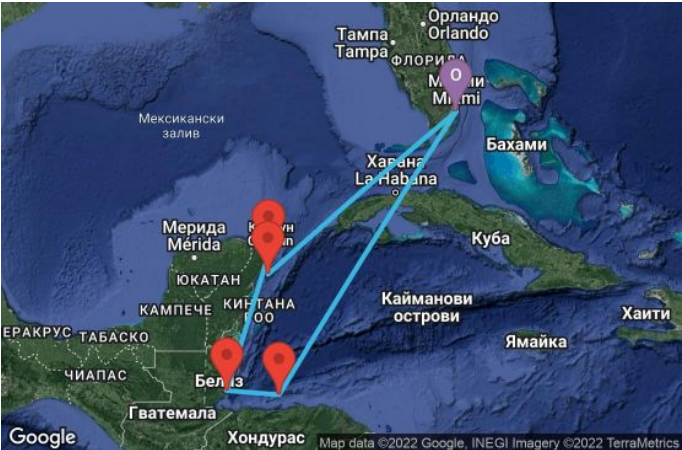 Орландо
Orlando
Тампа
Tampa
ФЛОРИДА
O
Miami
Мексикански
залив
Бахами
Хавана
La Habana
Мерида
Mérida
Куба
ЮКАТАН
КАМПЕЧЕ
КИНТАНА
РОО
Кайманови
острови
Хаити
ЕРАКРУС
ТАБАСКО
Ямайка
ЧИАПАС
Белиз
Гватемала
Хондурас
Google
Map data ©2022 Google, INEGI Imagery ©2022 TerraMetrics